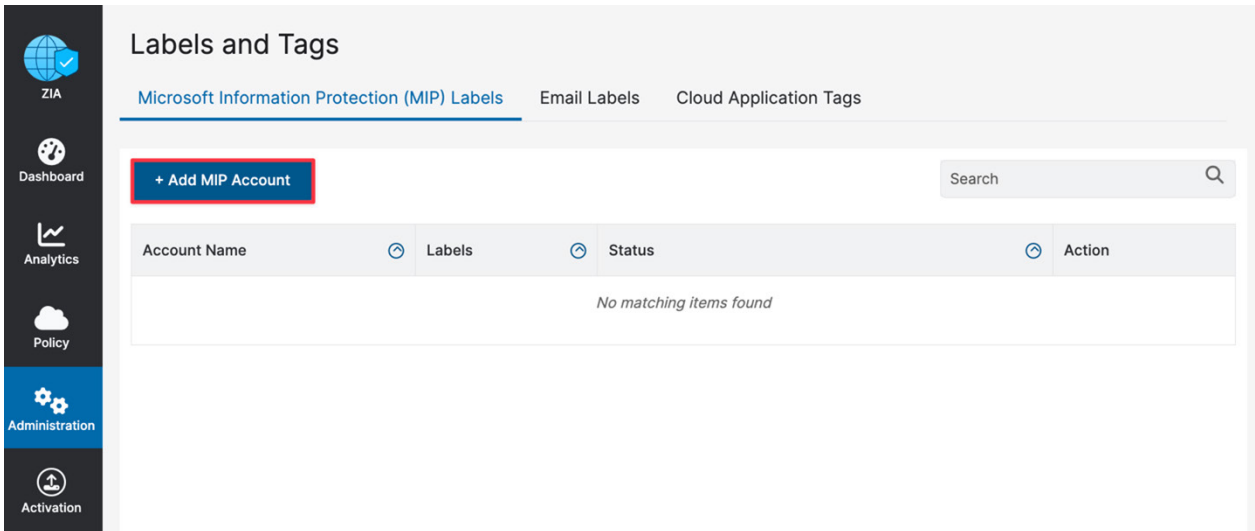 Labels and Tags
ZIA
Microsoft Information Protection (MIP) Labels Email Labels Cloud Application Tags
Dashboard
+ Add MIP Account Search
Analytics
Account Name Labels Status Action
No matching items found
Policy
Administration
Activation